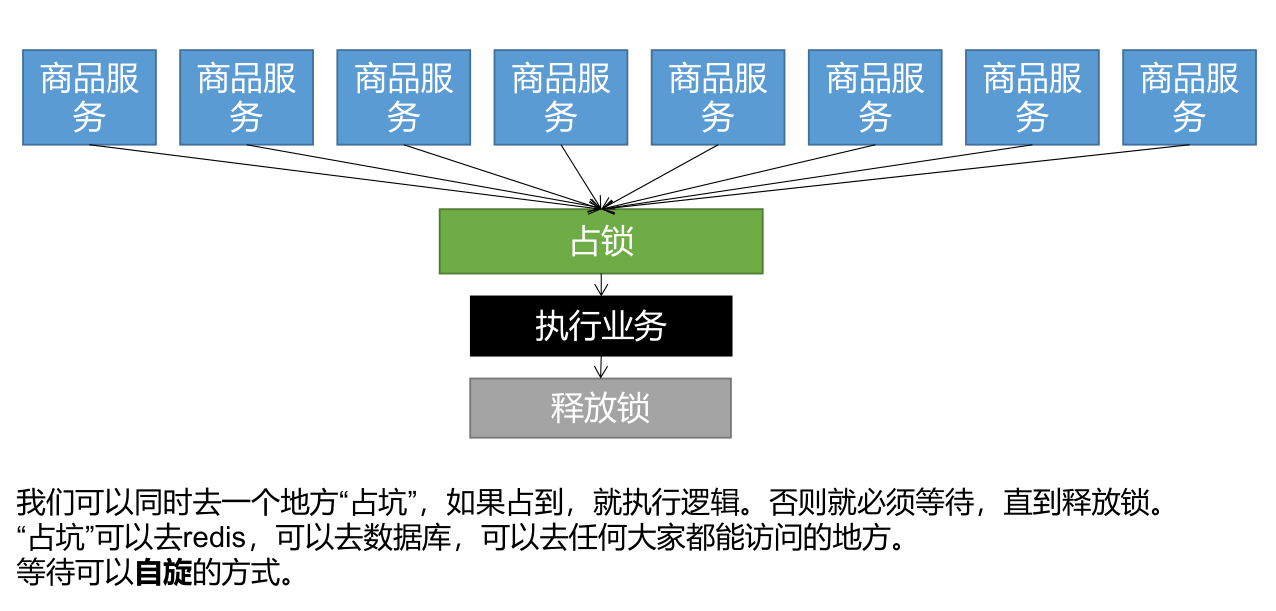 商品服
务
商品服
务
商品服
务
商品服
务
商品服
务
商品服
务
商品服
务
商品服
务
占锁
执行业务
释放锁
我们可以同时去一个地方“占坑”，如果占到，就执行逻辑。否则就必须等待，直到释放锁。
“占坑”可以去redis，可以去数据库，可以去任何大家都能访问的地方。
等待可以自旋的方式。